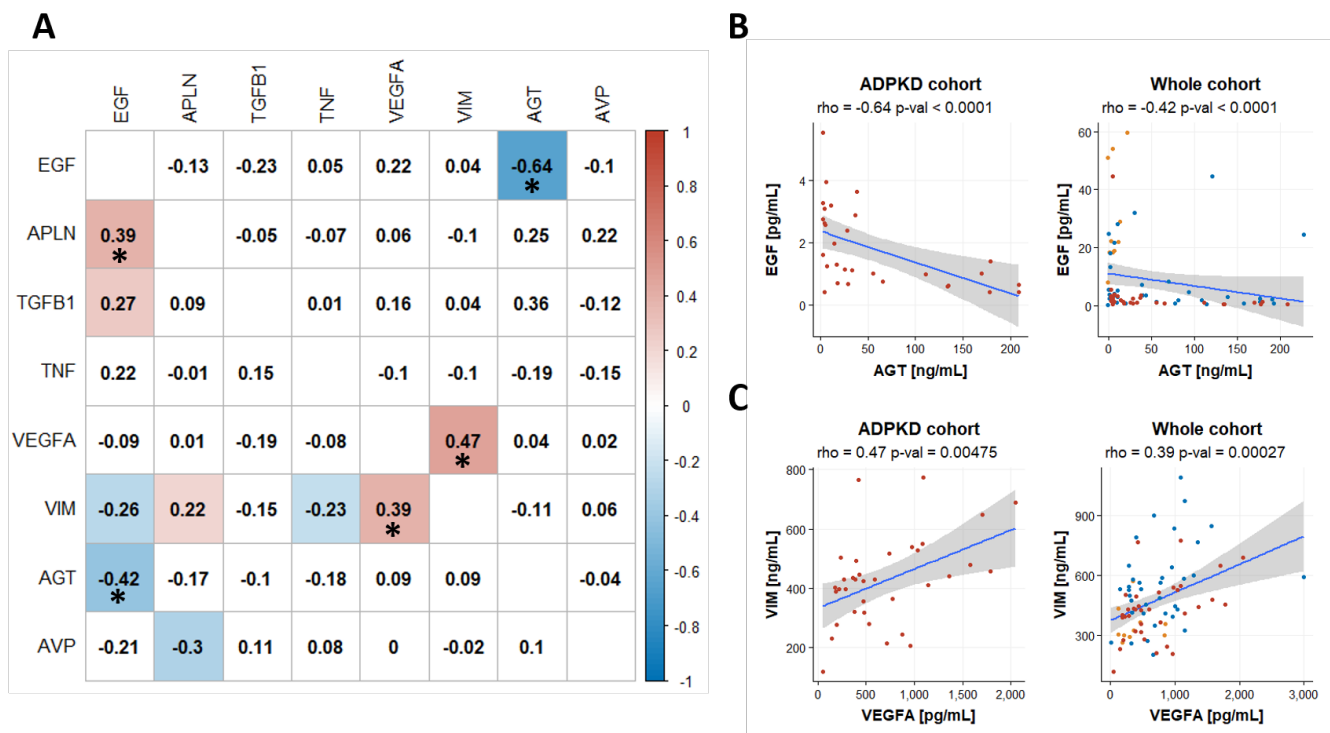 A
EGF APLN TGFB1 TNF VEGFA VIM AGT AVP
EGF -0.13 -0.23 0.05 0.22 0.04 -0.64 -0.1
*
APLN 0.39 -0.05 -0.07 0.06 -0.1 0.25 0.22
*
TGFB1 0.27 0.09 0.01 0.16 0.04 0.36 -0.12
TNF 0.22 -0.01 0.15 -0.1 -0.1 -0.19 -0.15
VEGFA -0.09 0.01 -0.19 -0.08 0.47 0.04 0.02
*
VIM -0.26 0.22 -0.15 -0.23 0.39 -0.11 0.06
*
AGT -0.42 -0.17 -0.1 -0.18 0.09 0.09 -0.04
*
AVP -0.21 -0.3 0.11 0.08 0 -0.02 0.1
1
0.8
0.6
0.4
0.2
0
-0.2
-0.4
-0.6
-0.8
-1
B
ADPKD cohort
rho = -0.64 p-val < 0.0001
EGF [pg/mL]
4
2
0
0 50 100 150 200
AGT [ng/mL]
Whole cohort
rho = -0.42 p-val < 0.0001
EGF [pg/mL]
60
40
20
0
0 50 100 150 200
AGT [ng/mL]
C
ADPKD cohort
rho = 0.47 p-val = 0.00475
VIM [ng/mL]
800
600
400
200
0 500 1,000 1,500 2,000
VEGFA [pg/mL]
Whole cohort
rho = 0.39 p-val = 0.00027
VIM [ng/mL]
900
600
300
0 1,000 2,000 3,000
VEGFA [pg/mL]